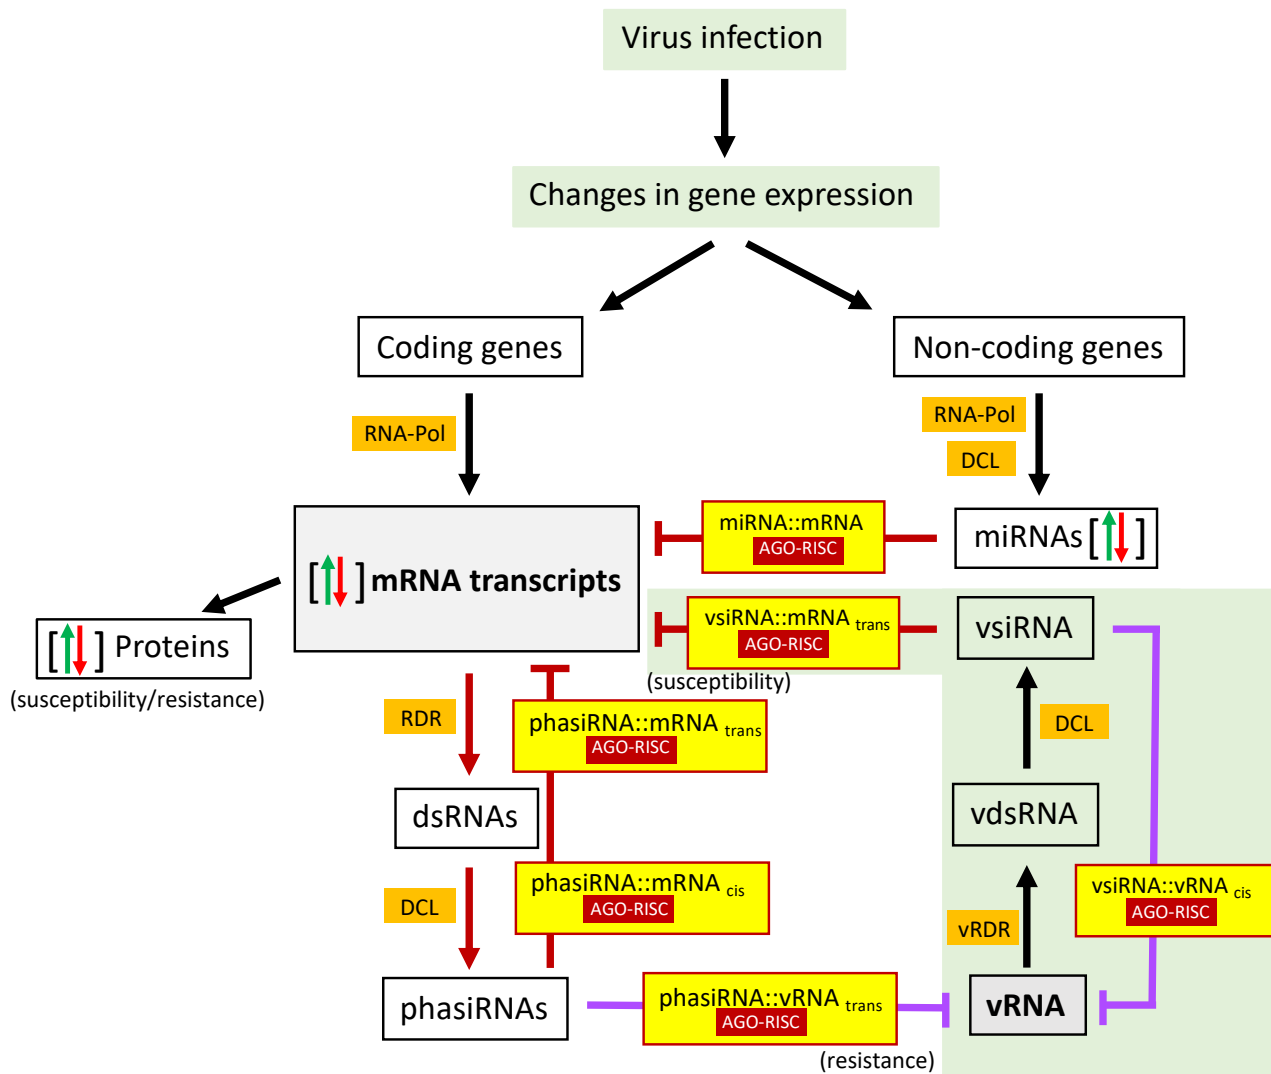 Virus infection
Changes in gene expression
Coding genes
Non-coding genes
RNA-Pol
RNA-Pol
DCL
miRNA::mRNA
AGO-RISC
miRNAs []
[] mRNA transcripts
vsiRNA::mRNA trans
AGO-RISC
vsiRNA
[] Proteins
(susceptibility/resistance)
(susceptibility)
RDR
phasiRNA::mRNA trans
AGO-RISC
DCL
dsRNAs
vdsRNA
phasiRNA::mRNA cis
AGO-RISC
vsiRNA::vRNA cis
AGO-RISC
DCL
vRDR
phasiRNAs
phasiRNA::vRNA trans
AGO-RISC
vRNA
(resistance)